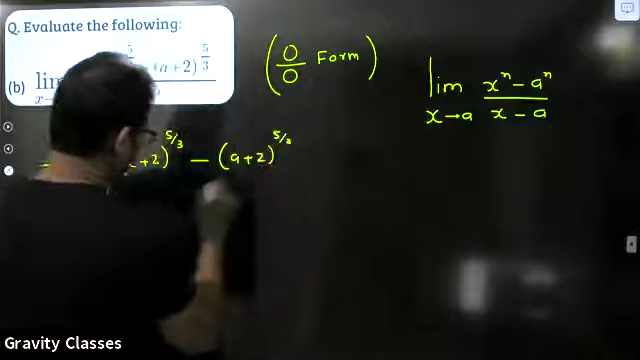 Q. Evaluate the following:
(b) lim +a+2)^{5/3}
x→
(0/0 Form)
lim x→a (x^n - a^n)/(x - a)
+2)^{5/3} - (a+2)^{5/3}
Gravity Classes